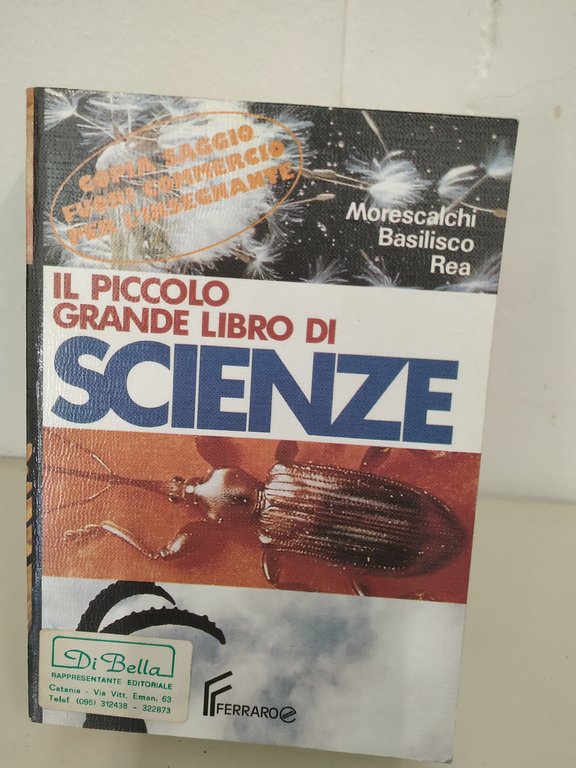 COPIA SAGGIO
FUORI COMMERCIO
PER L'INSEGNANTE
Morescalchi
Basilisco
Rea
IL PICCOLO
GRANDE LIBRO DI
SCIENZE
Di Bella
RAPPRESENTANTE EDITORIALE
Catania - Via Vitt. Eman. 63
Telef. (095) 312438 - 322873
FERRARO